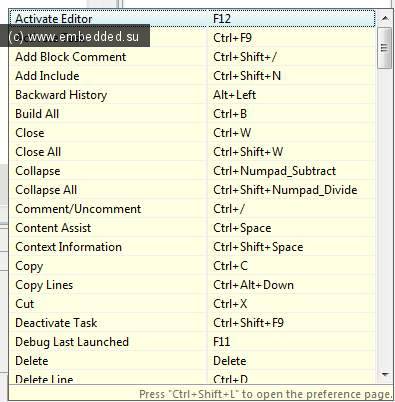 Activate Editor F12
(c) www.embedded.su Ctrl+F9
Add Block Comment Ctrl+Shift+/
Add Include Ctrl+Shift+N
Backward History Alt+Left
Build All Ctrl+B
Close Ctrl+W
Close All Ctrl+Shift+W
Collapse Ctrl+Numpad_Subtract
Collapse All Ctrl+Shift+Numpad_Divide
Comment/Uncomment Ctrl+/
Content Assist Ctrl+Space
Context Information Ctrl+Shift+Space
Copy Ctrl+C
Copy Lines Ctrl+Alt+Down
Cut Ctrl+X
Deactivate Task Ctrl+Shift+F9
Debug Last Launched F11
Delete Delete
Delete Line Ctrl+D
Press "Ctrl+Shift+L" to open the preference page.